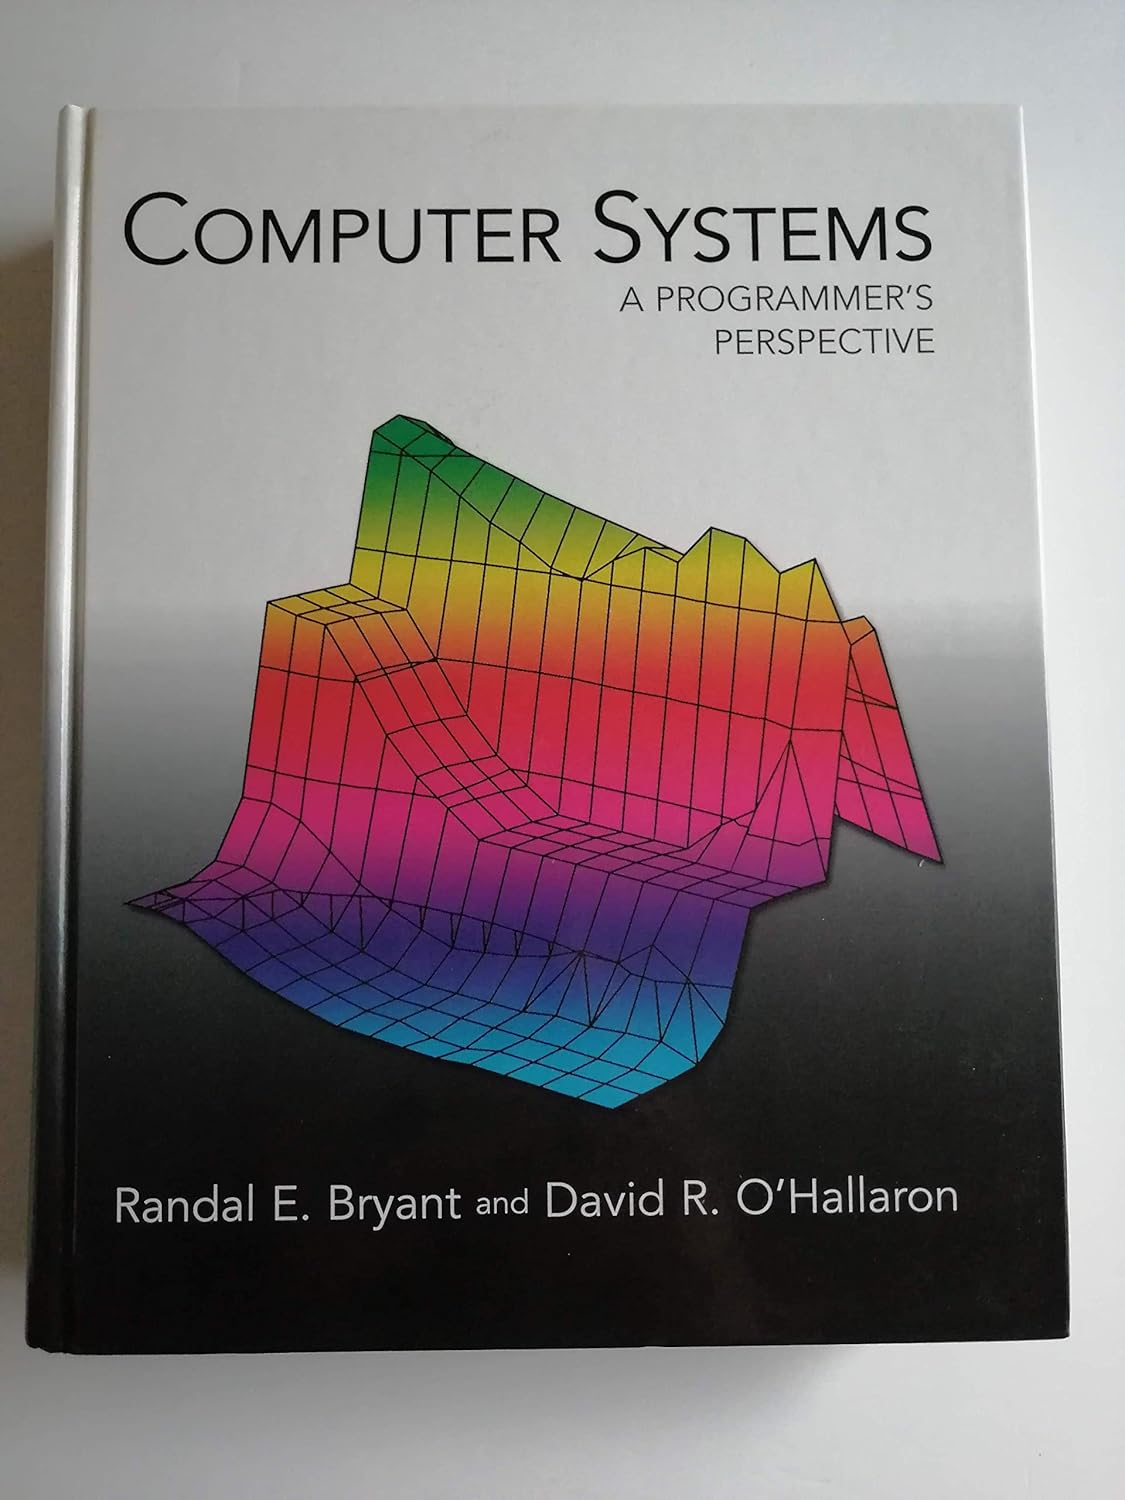 COMPUTER SYSTEMS
A PROGRAMMER'S
PERSPECTIVE
Randal E. Bryant and David R. O'Hallaron